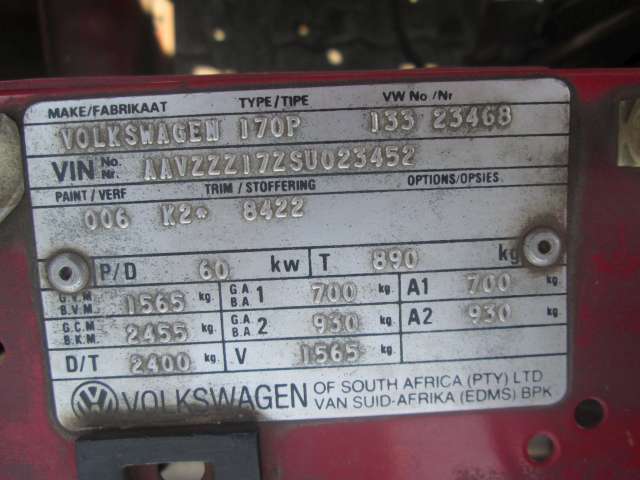 MAKE/FABRIKAAT TYPE/TIPE VW No/Nr
VOLKSWAGEN 170P 133 23468
VIN No. Nr. AAVZZZ17ZSU023452
PAINT/VERF TRIM/STOFFERING OPTIONS/OPSIES
006 K2* 8422
P/D 60 kw T 890 kg
G.V.M. B.V.M. 1565 kg. G.A. B.A. 1 700 kg. A1 700 kg.
G.C.M. B.K.M. 2455 kg. G.A. B.A. 2 930 kg. A2 930 kg.
D/T 2400 kg. V 1565 kg.
VW VOLKSWAGEN OF SOUTH AFRICA (PTY) LTD
VAN SUID-AFRIKA (EDMS) BPK